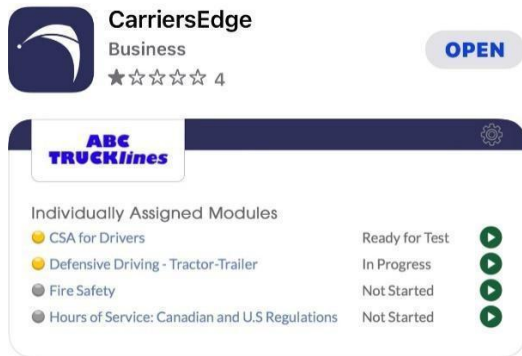 CarriersEdge
Business
4
OPEN
ABC
TRUCKlines
Individually Assigned Modules
CSA for Drivers Ready for Test
Defensive Driving - Tractor-Trailer In Progress
Fire Safety Not Started
Hours of Service: Canadian and U.S Regulations Not Started